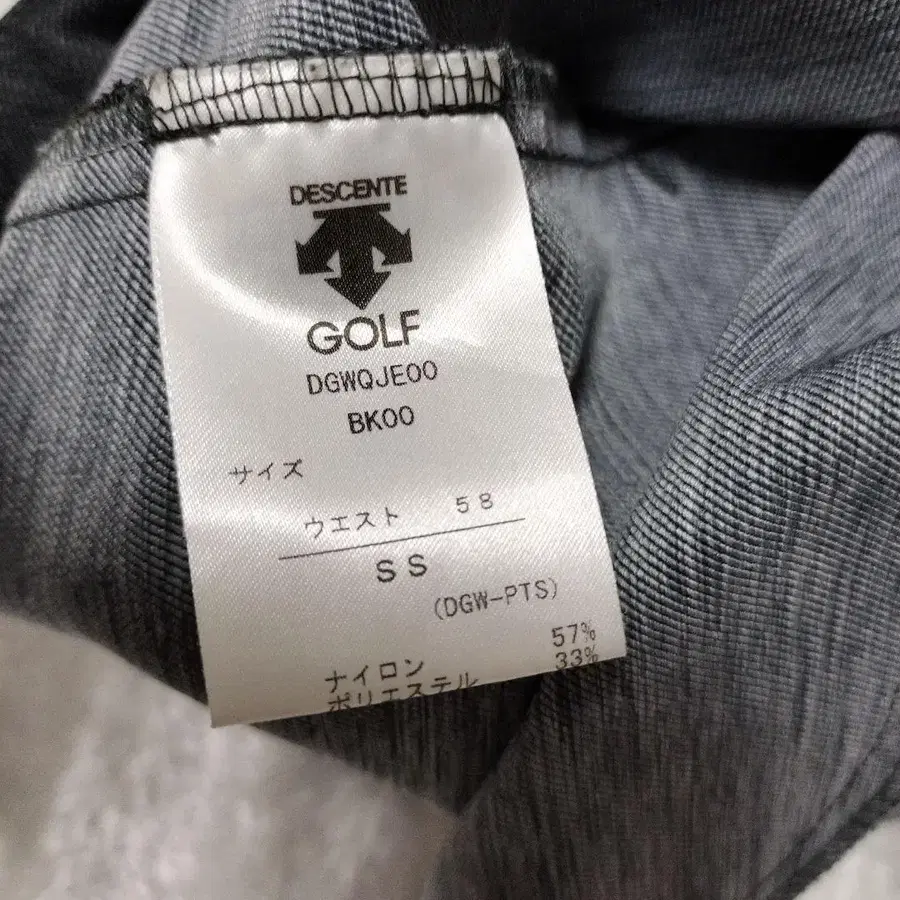 DESCENTE
GOLF
DGWQJE00
BK00
サイズ
ウエスト 58
SS
(DGW-PTS)
ナイロン 57%
ポリエステル 33%